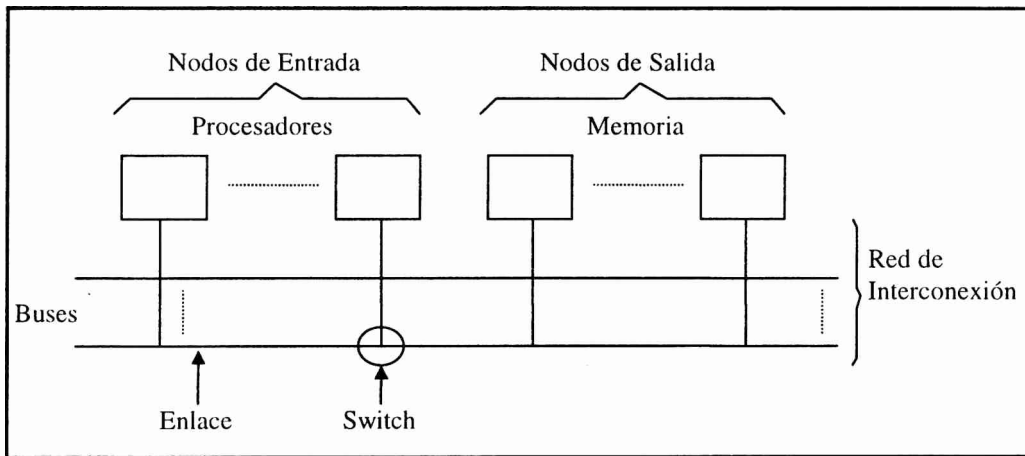 Nodos de Entrada
Nodos de Salida
Procesadores
Memoria
Red de
Interconexión
Buses
Enlace
Switch